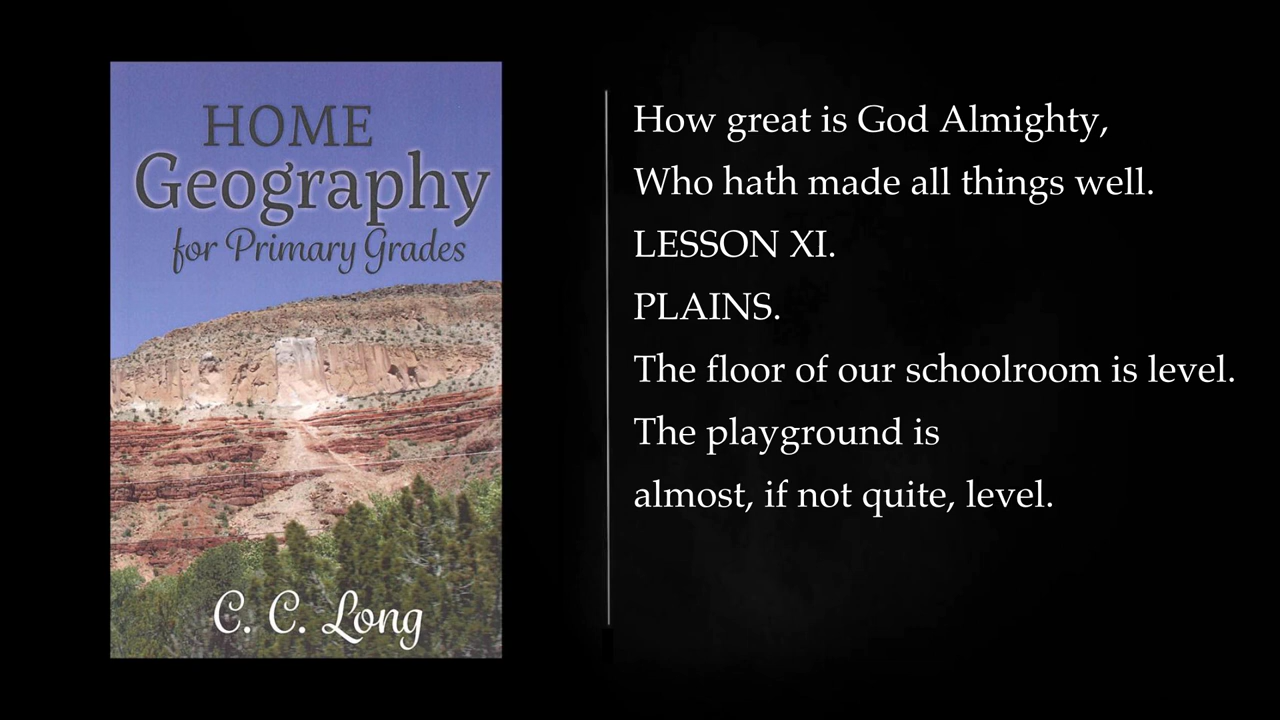 HOME
Geography
for Primary Grades
C. C. Long
How great is God Almighty,
Who hath made all things well.
LESSON XI.
PLAINS.
The floor of our schoolroom is level.
The playground is
almost, if not quite, level.